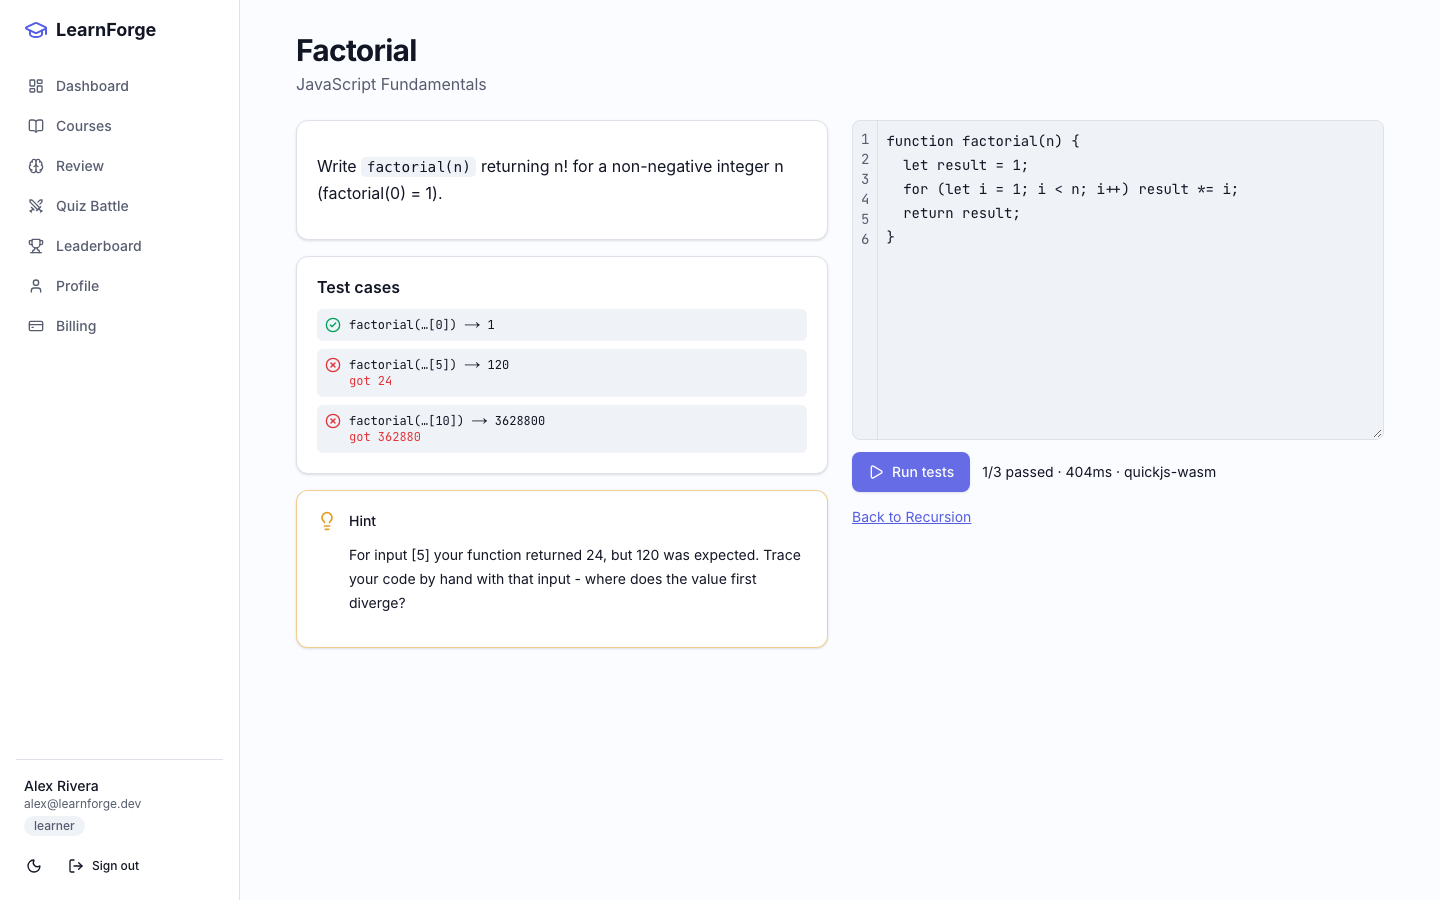 LearnForge
Dashboard
Courses
Review
Quiz Battle
Leaderboard
Profile
Billing
Alex Rivera
alex@learnforge.dev
learner
Sign out
Factorial
JavaScript Fundamentals
Write factorial(n) returning n! for a non-negative integer n
(factorial(0) = 1).
Test cases
factorial(…[0]) ⟶ 1
factorial(…[5]) ⟶ 120
got 24
factorial(…[10]) ⟶ 3628800
got 362880
Hint
For input [5] your function returned 24, but 120 was expected. Trace
your code by hand with that input - where does the value first
diverge?
1 function factorial(n) {
2   let result = 1;
3   for (let i = 1; i < n; i++) result *= i;
4   return result;
5 }
6
Run tests 1/3 passed · 404ms · quickjs-wasm
Back to Recursion